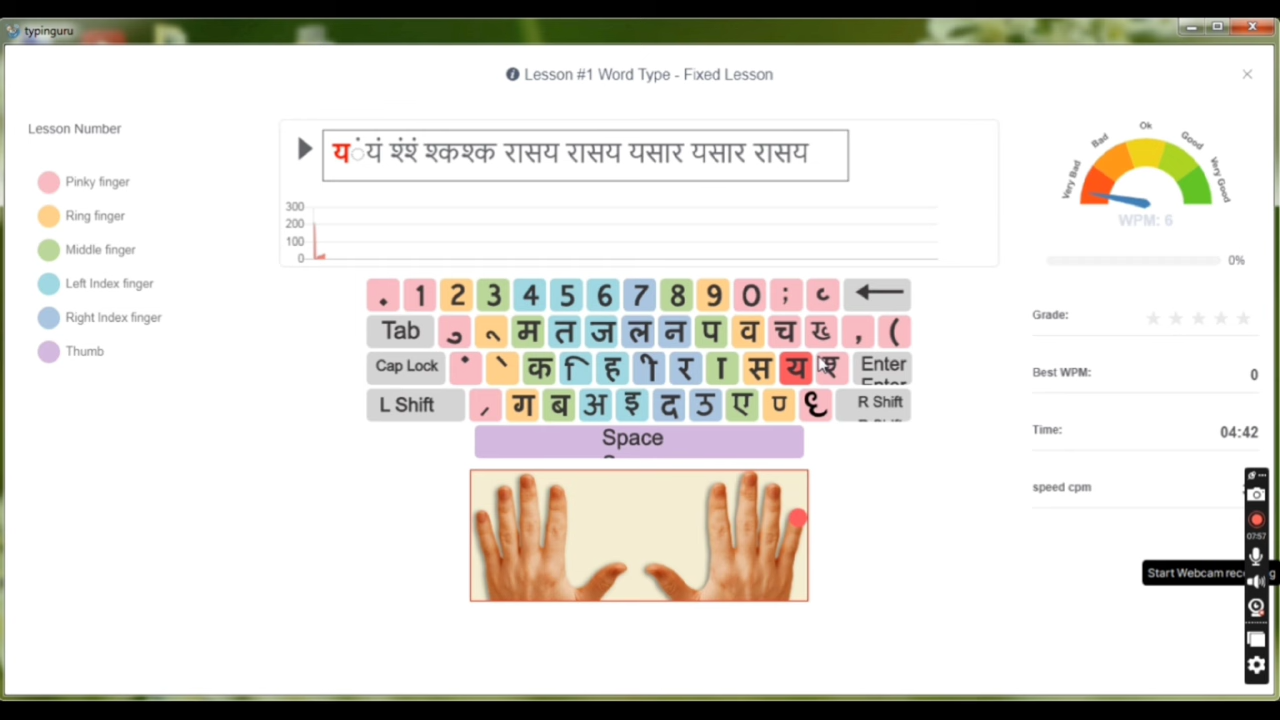 typinguru
Lesson #1 Word Type - Fixed Lesson
Lesson Number
Pinky finger
Ring finger
Middle finger
Left Index finger
Right Index finger
Thumb
यंयं श्ंश्ं श्कश्क रासय रासय यसार यसार रासय
300
200
100
0
. 1 2 3 4 5 6 7 8 9 0 ;
Tab म त ज ल न प व च ख् , (
Cap Lock क ि ह ी र ा स य श् Enter
L Shift ग ब अ इ द उ ए ण R Shift
Space
Very Bad
Bad
Ok
Good
Very Good
WPM: 6
0%
Grade:
Best WPM: 0
Time: 04:42
speed cpm
07:57
Start Webcam